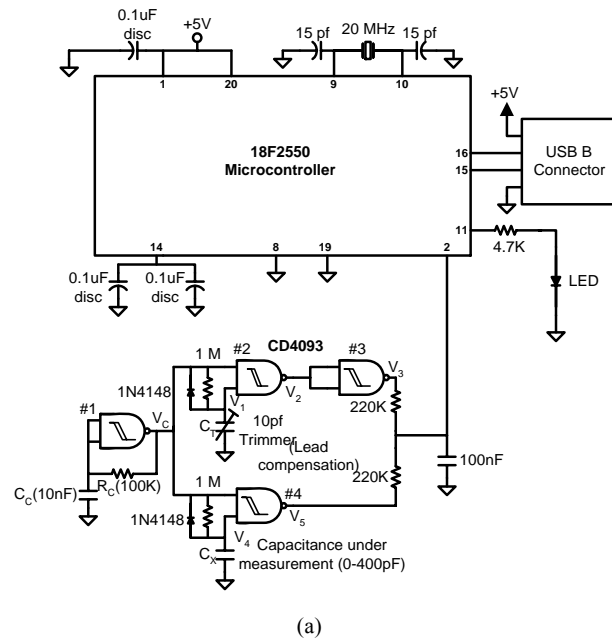 0.1uF
disc
+5V
15 pf
20 MHz
15 pf
1
20
9
10
18F2550
Microcontroller
+5V
USB B
Connector
16
15
11
4.7K
LED
14
8
19
2
0.1uF
disc
0.1uF
disc
CD4093
1 M
#2
#3
1N4148
V1
V2
V3
#1
VC
CT
10pf
Trimmer
(Lead
compensation)
220K
220K
100nF
RC(100K)
CC(10nF)
1 M
#4
1N4148
V4
V5
CX
Capacitance under
measurement (0-400pF)
(a)